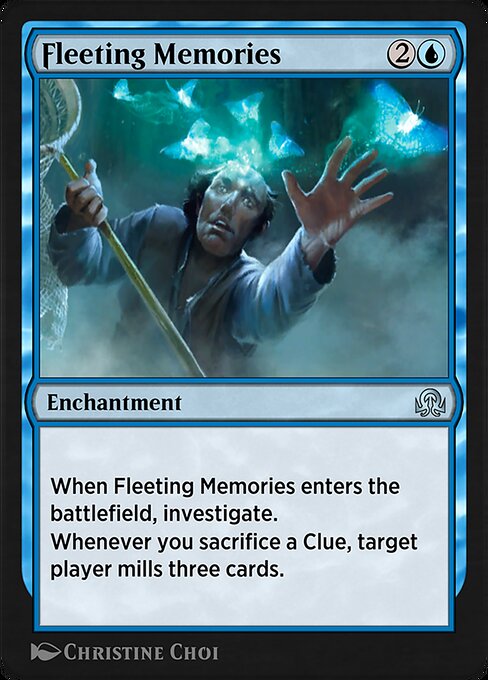 Fleeting Memories 2
Enchantment
When Fleeting Memories enters the
battlefield, investigate.
Whenever you sacrifice a Clue, target
player mills three cards.
Christine Choi